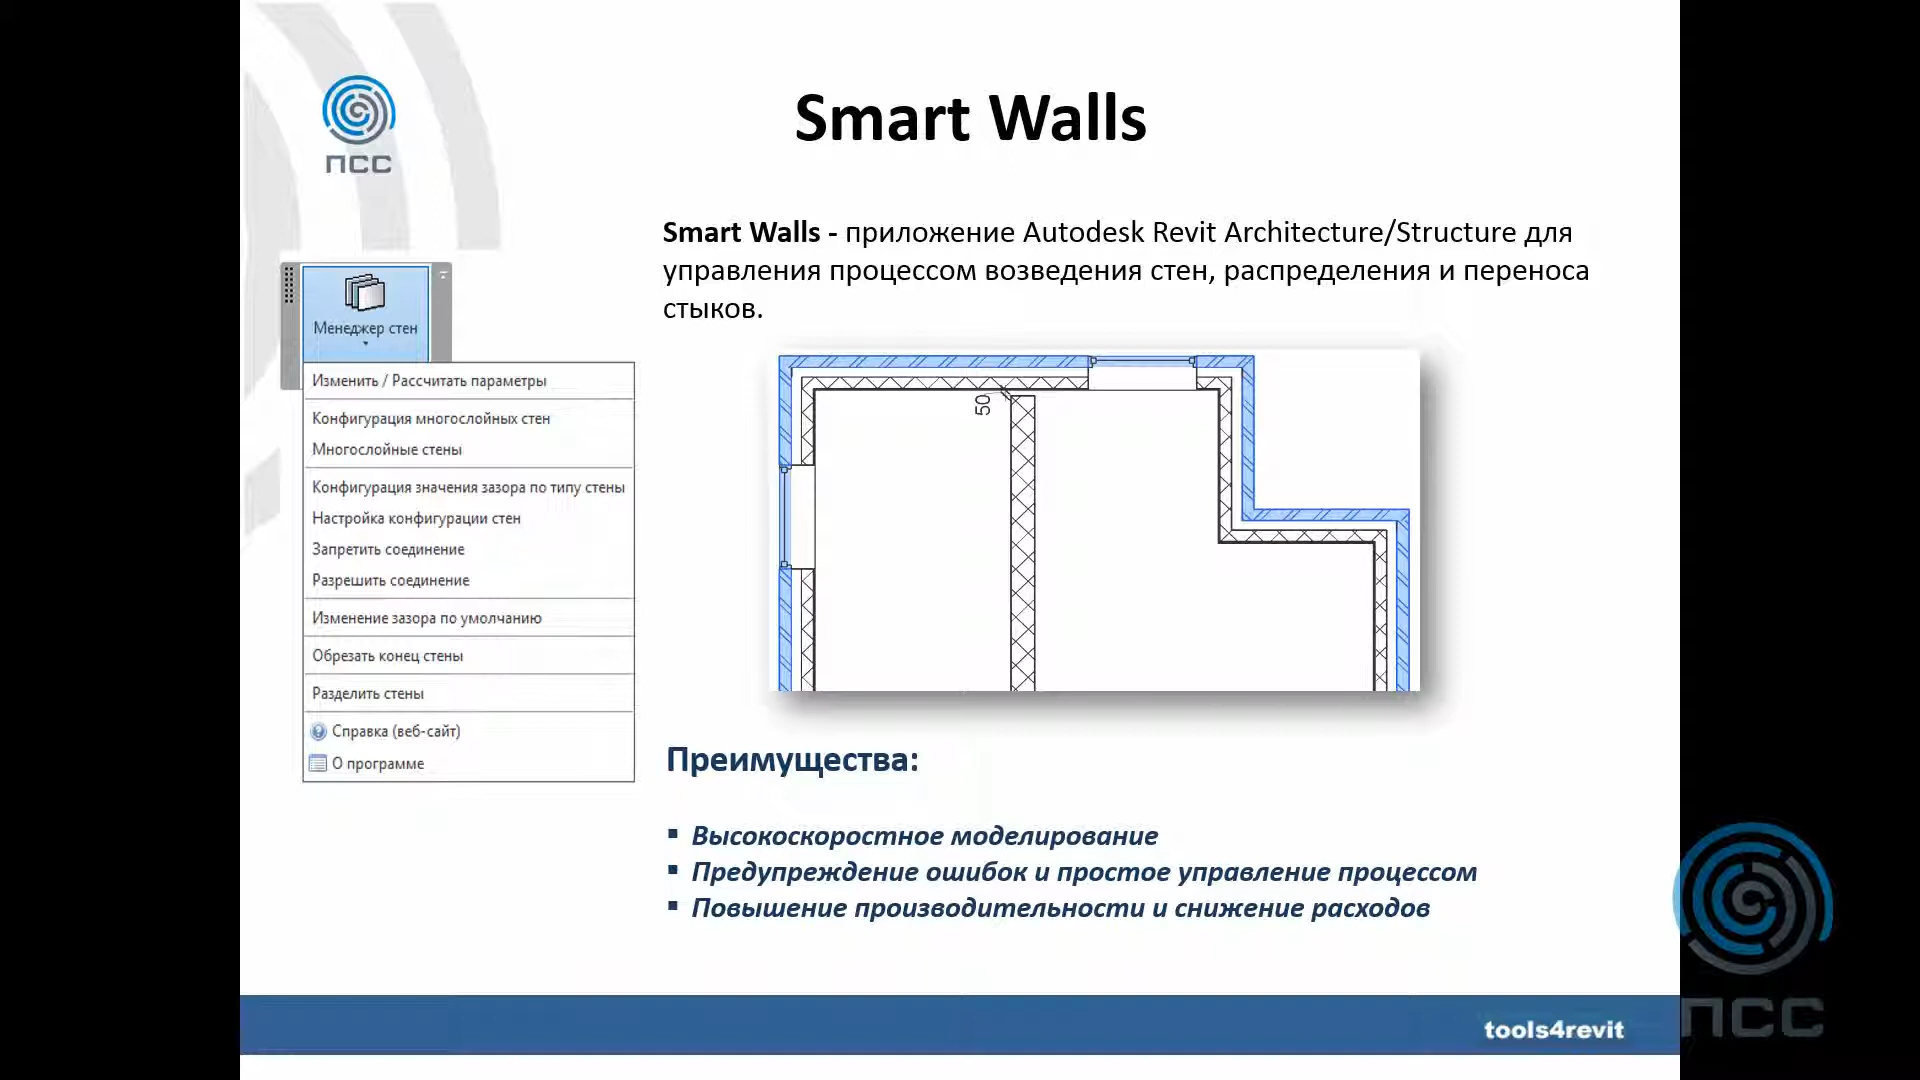 ПСС
Smart Walls
Smart Walls - приложение Autodesk Revit Architecture/Structure для
управления процессом возведения стен, распределения и переноса
стыков.
Менеджер стен
Изменить / Рассчитать параметры
Конфигурация многослойных стен
Многослойные стены
Конфигурация значения зазора по типу стены
Настройка конфигурации стен
Запретить соединение
Разрешить соединение
Изменение зазора по умолчанию
Обрезать конец стены
Разделить стены
Справка (веб-сайт)
О программе
50
Преимущества:
▪ Высокоскоростное моделирование
▪ Предупреждение ошибок и простое управление процессом
▪ Повышение производительности и снижение расходов
tools4revit
ПСС